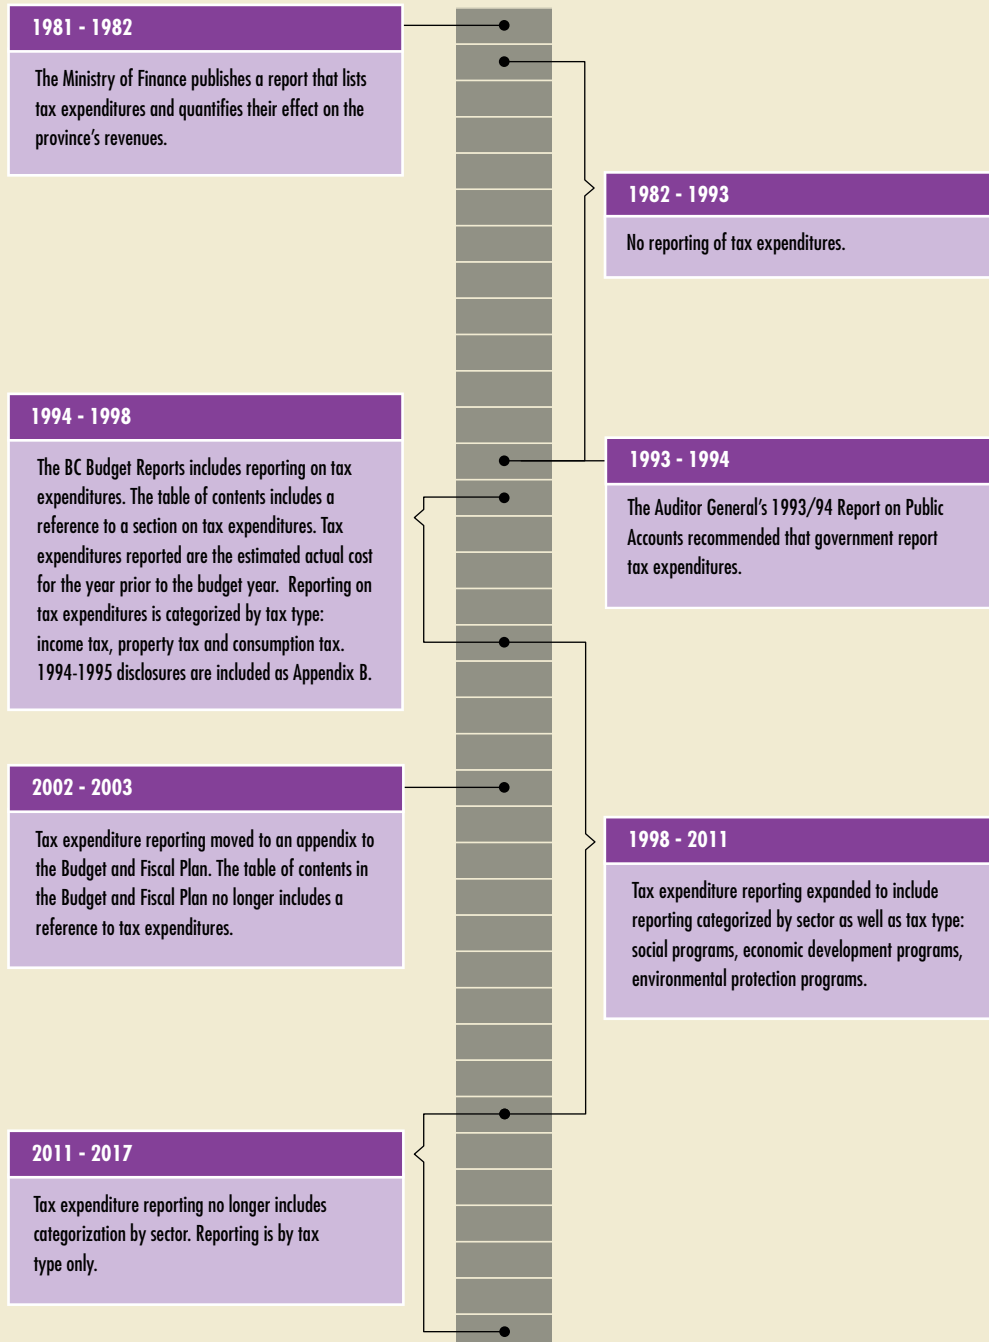 1981 - 1982
The Ministry of Finance publishes a report that lists
tax expenditures and quantifies their effect on the
province's revenues.
1982 - 1993
No reporting of tax expenditures.
1994 - 1998
The BC Budget Reports includes reporting on tax
expenditures. The table of contents includes a
reference to a section on tax expenditures. Tax
expenditures reported are the estimated actual cost
for the year prior to the budget year.  Reporting on
tax expenditures is categorized by tax type:
income tax, property tax and consumption tax.
1994-1995 disclosures are included as Appendix B.
1993 - 1994
The Auditor General's 1993/94 Report on Public
Accounts recommended that government report
tax expenditures.
2002 - 2003
Tax expenditure reporting moved to an appendix to
the Budget and Fiscal Plan. The table of contents in
the Budget and Fiscal Plan no longer includes a
reference to tax expenditures.
1998 - 2011
Tax expenditure reporting expanded to include
reporting categorized by sector as well as tax type:
social programs, economic development programs,
environmental protection programs.
2011 - 2017
Tax expenditure reporting no longer includes
categorization by sector. Reporting is by tax
type only.